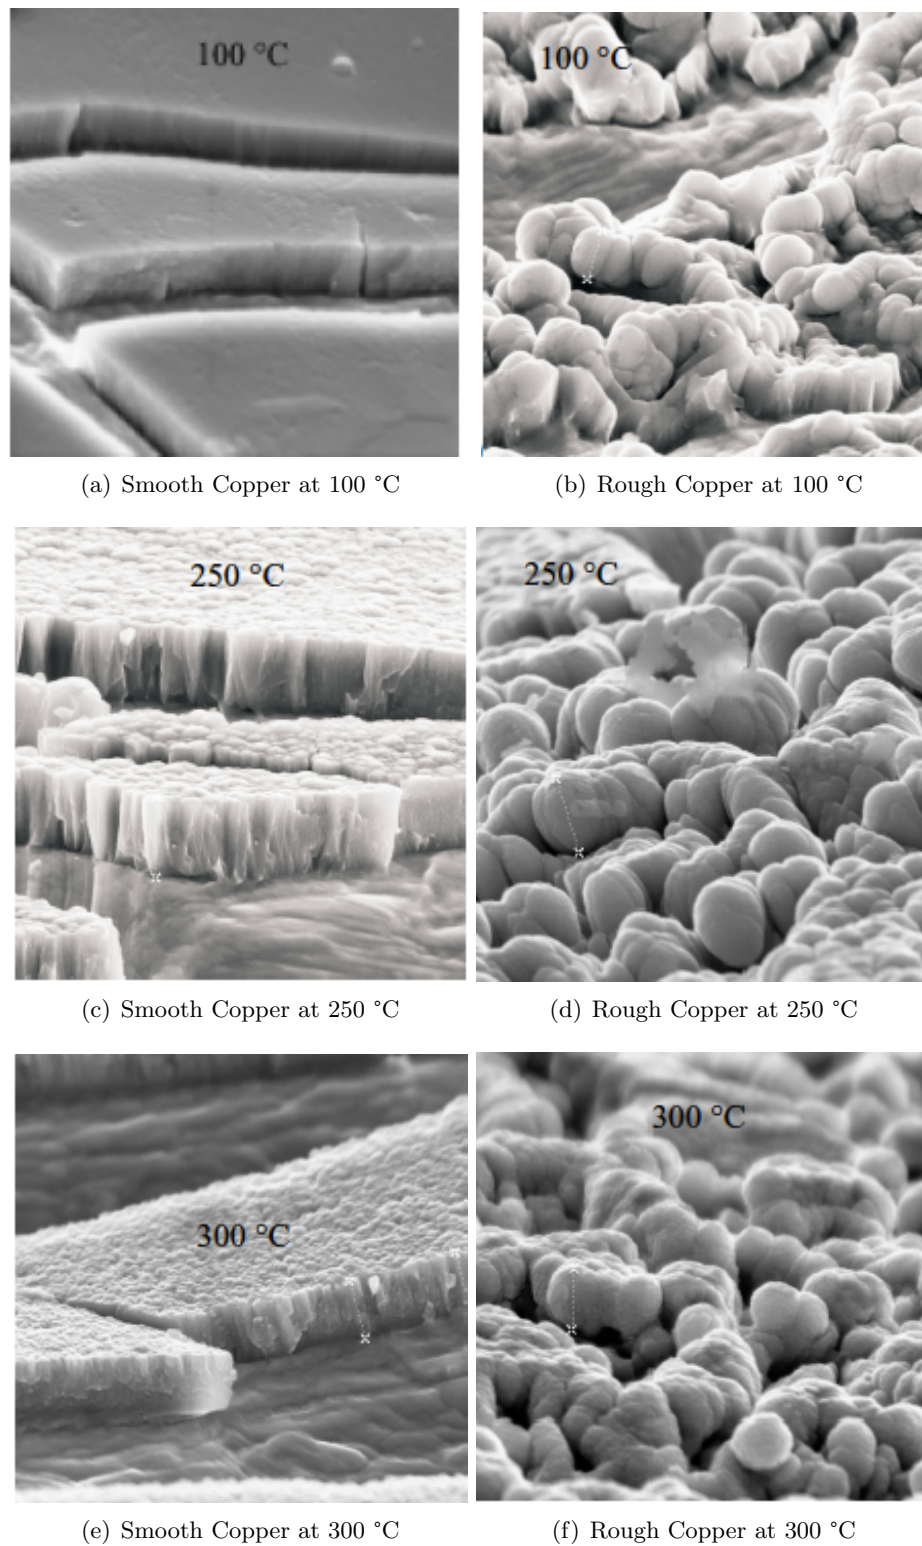 100 °C
100 °C
(a) Smooth Copper at 100 °C
(b) Rough Copper at 100 °C
250 °C
250 °C
(c) Smooth Copper at 250 °C
(d) Rough Copper at 250 °C
300 °C
300 °C
(e) Smooth Copper at 300 °C
(f) Rough Copper at 300 °C